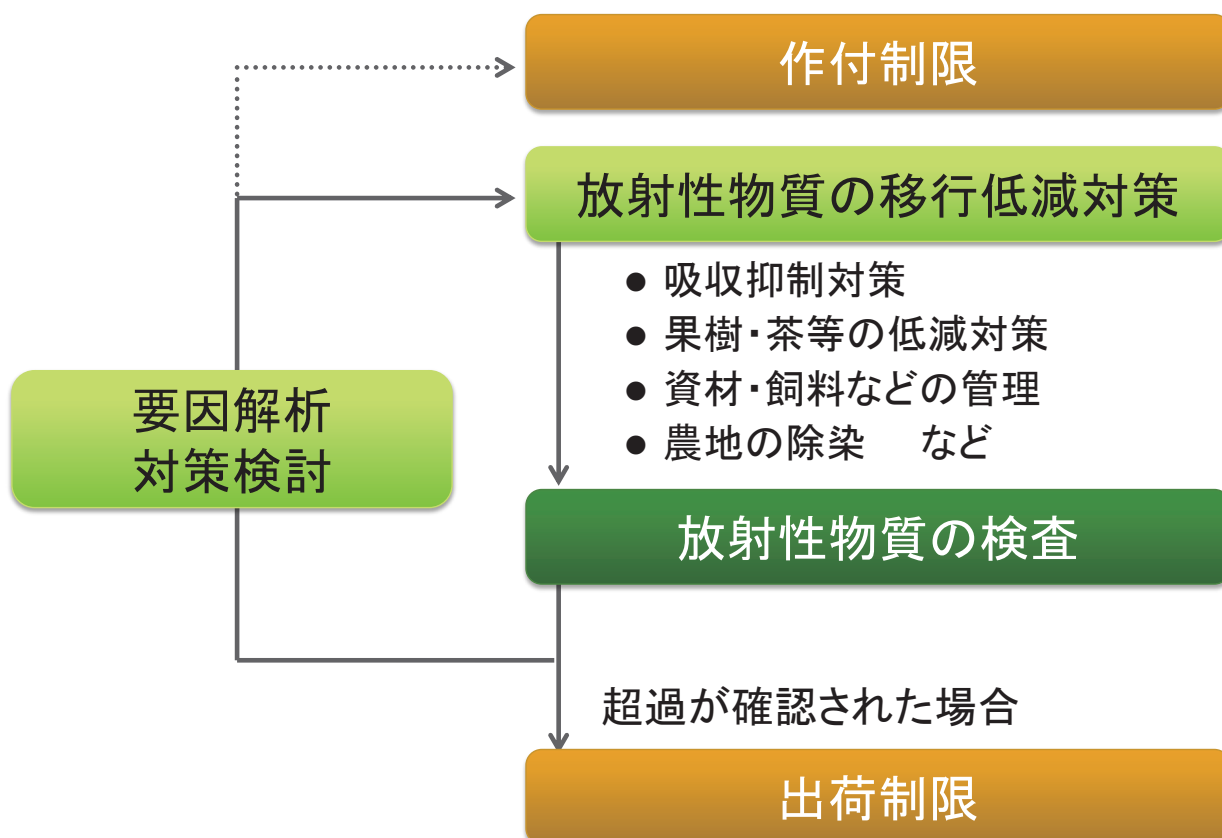 作付制限
放射性物質の移行低減対策
● 吸収抑制対策
● 果樹・茶等の低減対策
● 資材・飼料などの管理
● 農地の除染　など
要因解析
対策検討
放射性物質の検査
超過が確認された場合
出荷制限